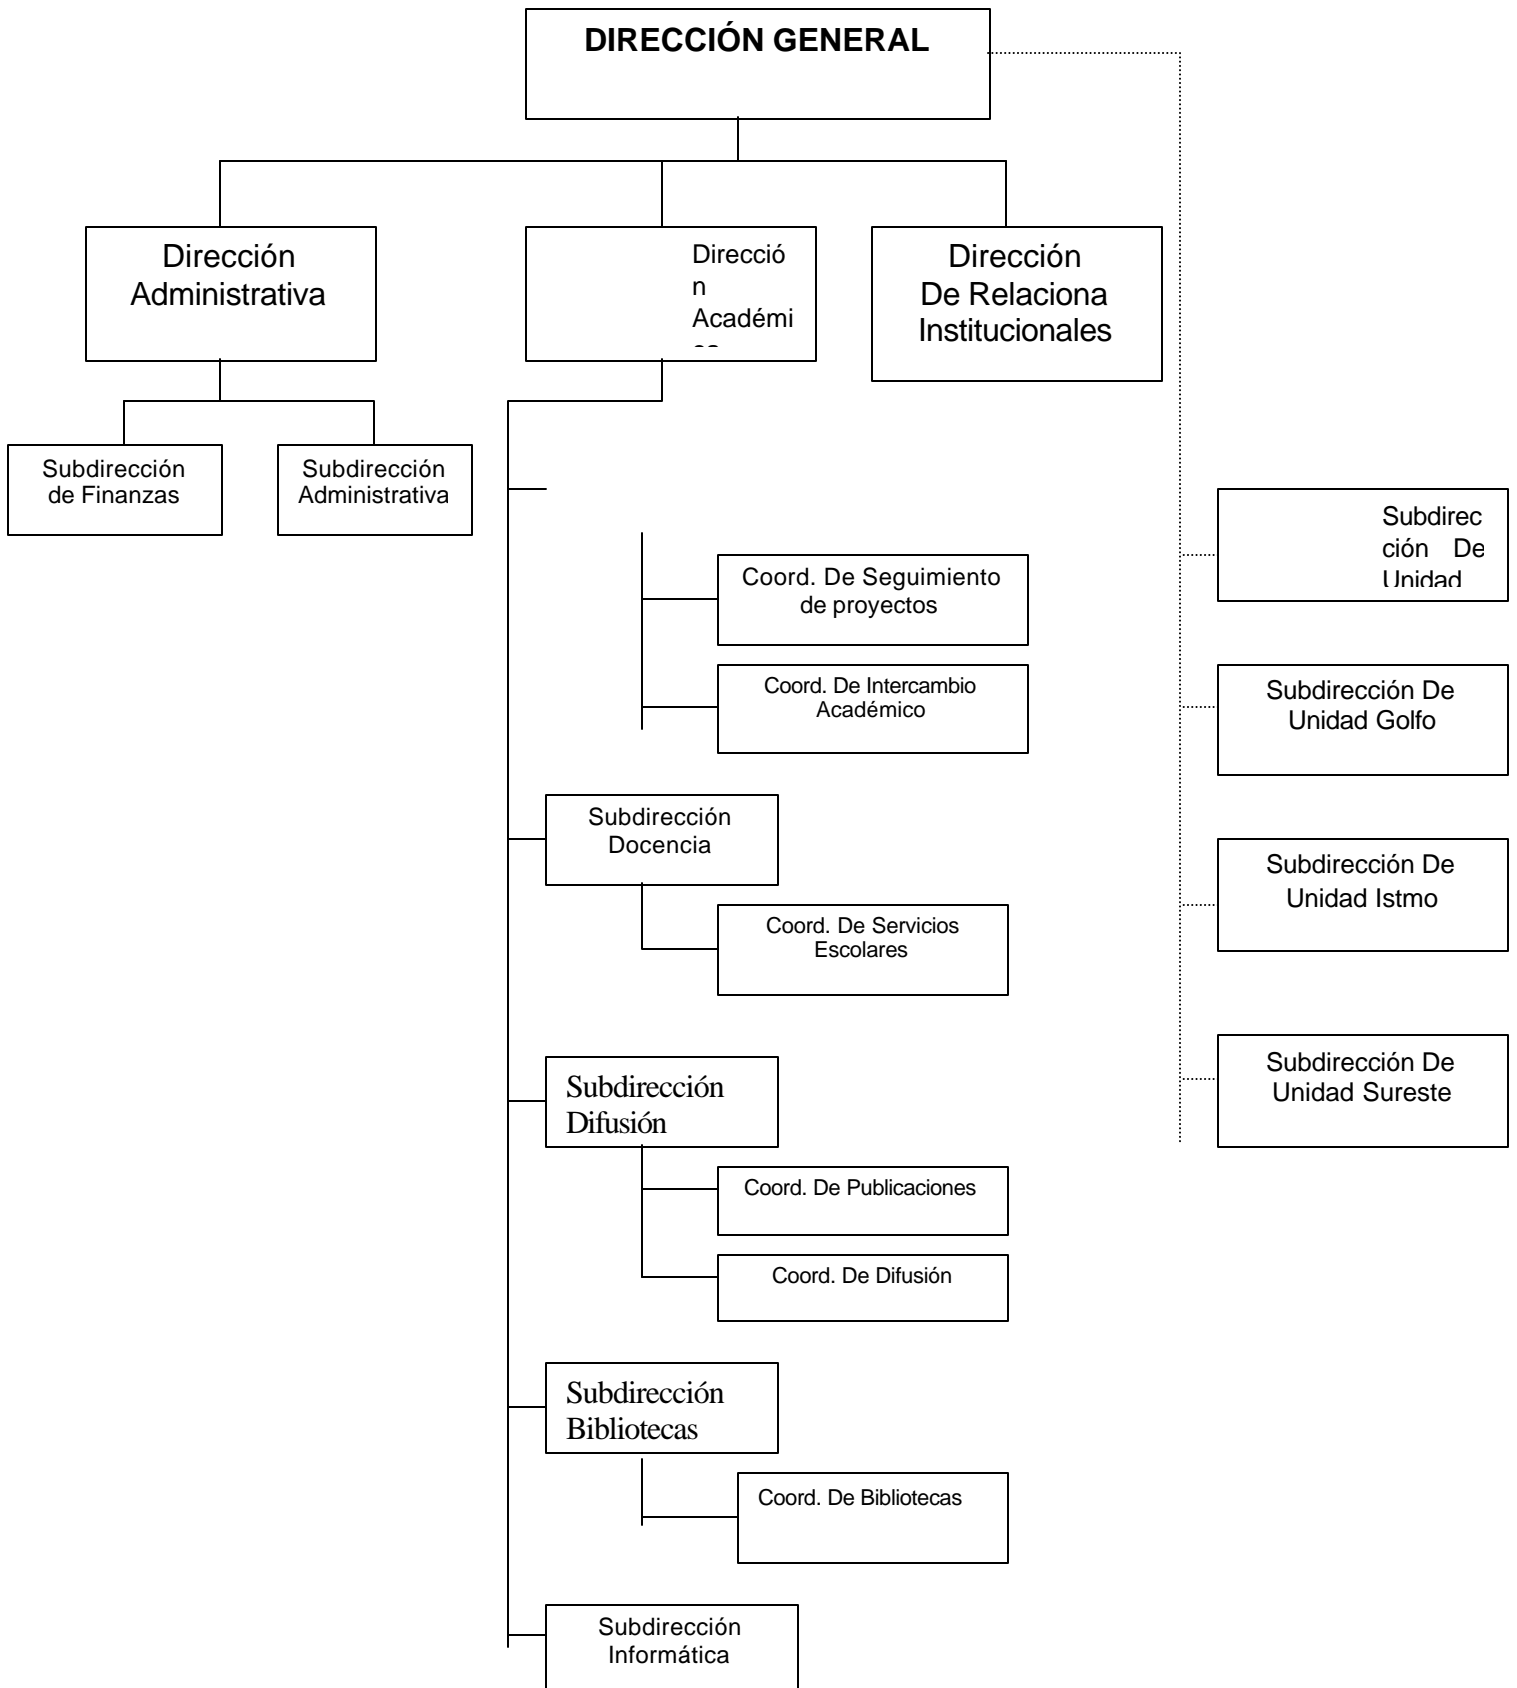 DIRECCIÓN GENERAL
Dirección
Administrativa
Direcció
n
Académi
Dirección
De Relaciona
Institucionales
Subdirección
de Finanzas
Subdirección
Administrativa
Subdirec
ción De
Unidad
Coord. De Seguimiento
de proyectos
Coord. De Intercambio
Académico
Subdirección De
Unidad Golfo
Subdirección
Docencia
Subdirección De
Unidad Istmo
Coord. De Servicios
Escolares
Subdirección De
Unidad Sureste
Subdirección
Difusión
Coord. De Publicaciones
Coord. De Difusión
Subdirección
Bibliotecas
Coord. De Bibliotecas
Subdirección
Informática